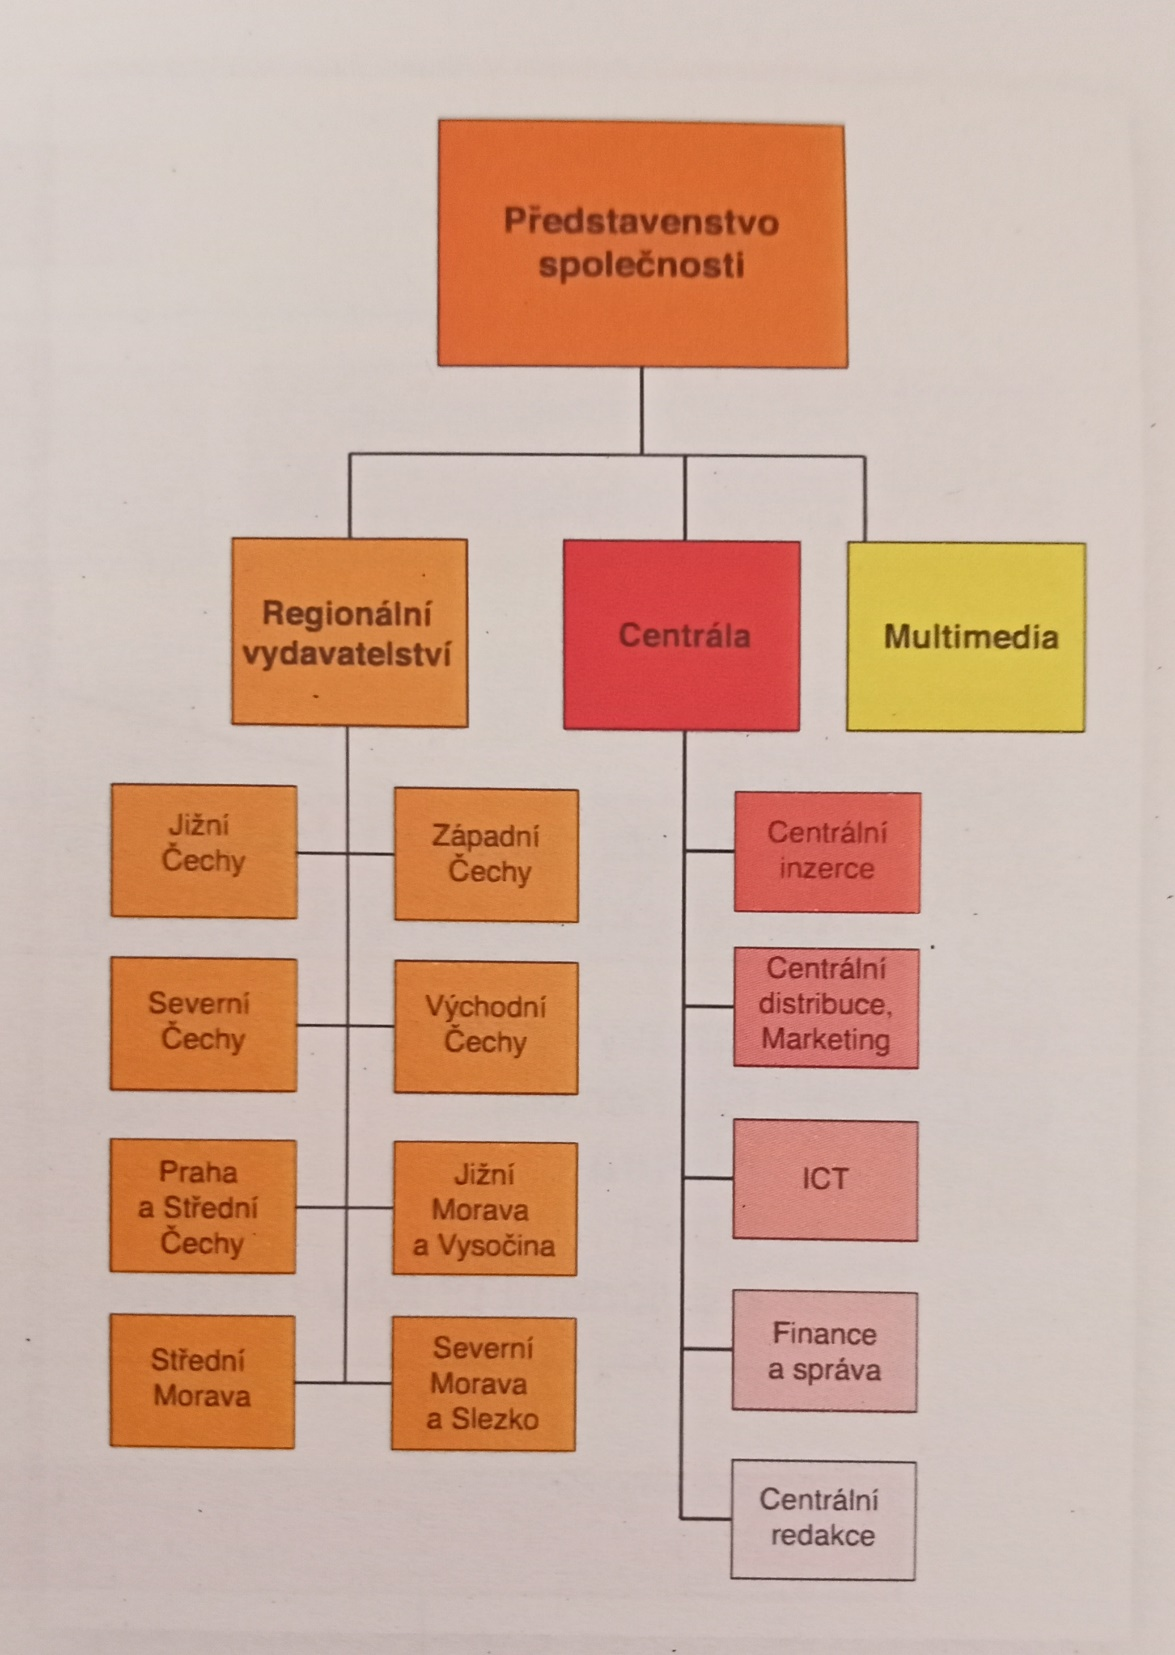 Představenstvo
společnosti
Regionální
vydavatelství
Centrála
Multimedia
Jižní
Čechy
Západní
Čechy
Severní
Čechy
Východní
Čechy
Praha
a Střední
Čechy
Jižní
Morava
a Vysočina
Střední
Morava
Severní
Morava
a Slezko
Centrální
inzerce
Centrální
distribuce,
Marketing
ICT
Finance
a správa
Centrální
redakce